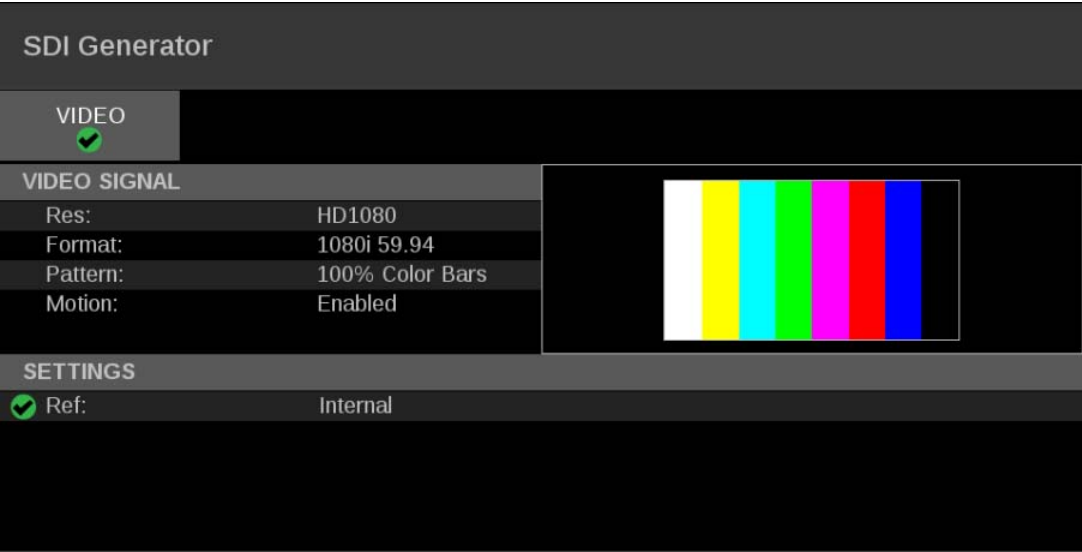 SDI Generator
VIDEO
VIDEO SIGNAL
Res: HD1080
Format: 1080i 59.94
Pattern: 100% Color Bars
Motion: Enabled
SETTINGS
Ref: Internal